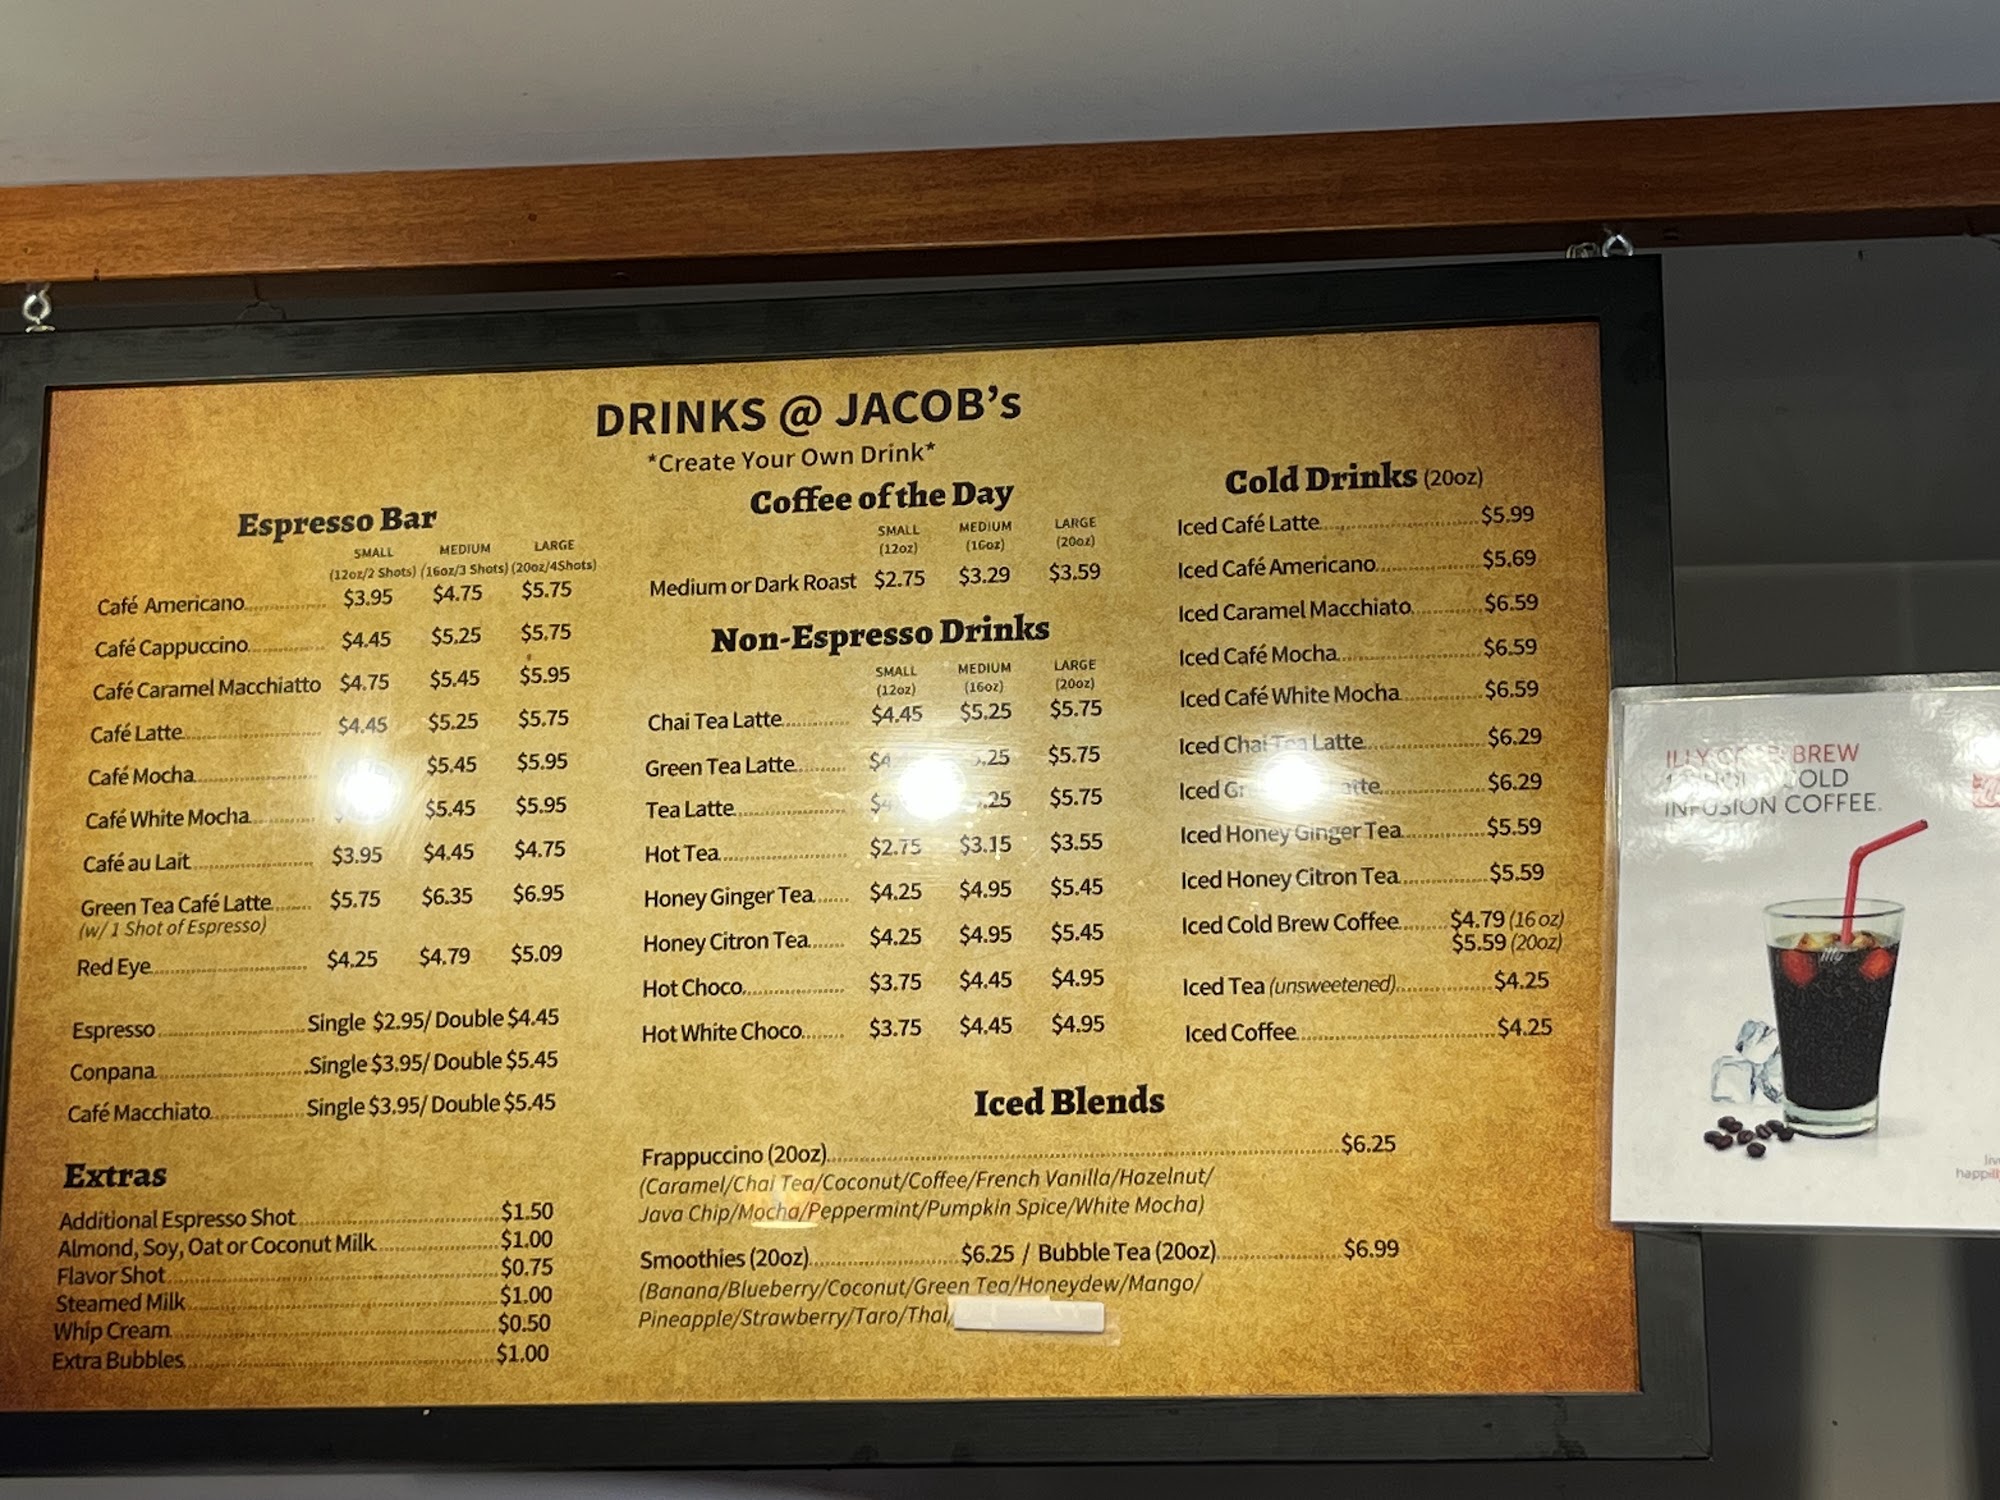 DRINKS @ JACOB's
*Create Your Own Drink*
Espresso Bar
SMALL MEDIUM LARGE
(12oz/2 Shots) (16oz/3 Shots) (20oz/4Shots)
Café Americano $3.95 $4.75 $5.75
Café Cappuccino $4.45 $5.25 $5.75
Café Caramel Macchiatto $4.75 $5.45 $5.95
Café Latte $4.45 $5.25 $5.75
Café Mocha $5.45 $5.95
Café White Mocha $5.45 $5.95
Café au Lait $3.95 $4.45 $4.75
Green Tea Café Latte $5.75 $6.35 $6.95
(w/ 1 Shot of Espresso)
Red Eye $4.25 $4.79 $5.09
Espresso Single $2.95/ Double $4.45
Conpana Single $3.95/ Double $5.45
Café Macchiato Single $3.95/ Double $5.45
Extras
Additional Espresso Shot $1.50
Almond, Soy, Oat or Coconut Milk $1.00
Flavor Shot $0.75
Steamed Milk $1.00
Whip Cream $0.50
Extra Bubbles $1.00
Coffee of the Day
SMALL MEDIUM LARGE
(12oz) (16oz) (20oz)
Medium or Dark Roast $2.75 $3.29 $3.59
Non-Espresso Drinks
SMALL MEDIUM LARGE
(12oz) (16oz) (20oz)
Chai Tea Latte $4.45 $5.25 $5.75
Green Tea Latte $5.75
Tea Latte $5.75
Hot Tea $2.75 $3.15 $3.55
Honey Ginger Tea $4.25 $4.95 $5.45
Honey Citron Tea $4.25 $4.95 $5.45
Hot Choco $3.75 $4.45 $4.95
Hot White Choco $3.75 $4.45 $4.95
Cold Drinks (20oz)
Iced Café Latte $5.99
Iced Café Americano $5.69
Iced Caramel Macchiato $6.59
Iced Café Mocha $6.59
Iced Café White Mocha $6.59
Iced Chai Tea Latte $6.29
Iced $6.29
Iced Honey Ginger Tea $5.59
Iced Honey Citron Tea $5.59
Iced Cold Brew Coffee $4.79 (16 oz)
$5.59 (20oz)
Iced Tea (unsweetened) $4.25
Iced Coffee $4.25
Iced Blends
Frappuccino (20oz) $6.25
(Caramel/Chai Tea/Coconut/Coffee/French Vanilla/Hazelnut/
Java Chip/Mocha/Peppermint/Pumpkin Spice/White Mocha)
Smoothies (20oz) $6.25 / Bubble Tea (20oz) $6.99
(Banana/Blueberry/Coconut/Green Tea/Honeydew/Mango/
Pineapple/Strawberry/Taro/Thai/
ILLY BREW
COLD
INFUSION COFFEE.
illy